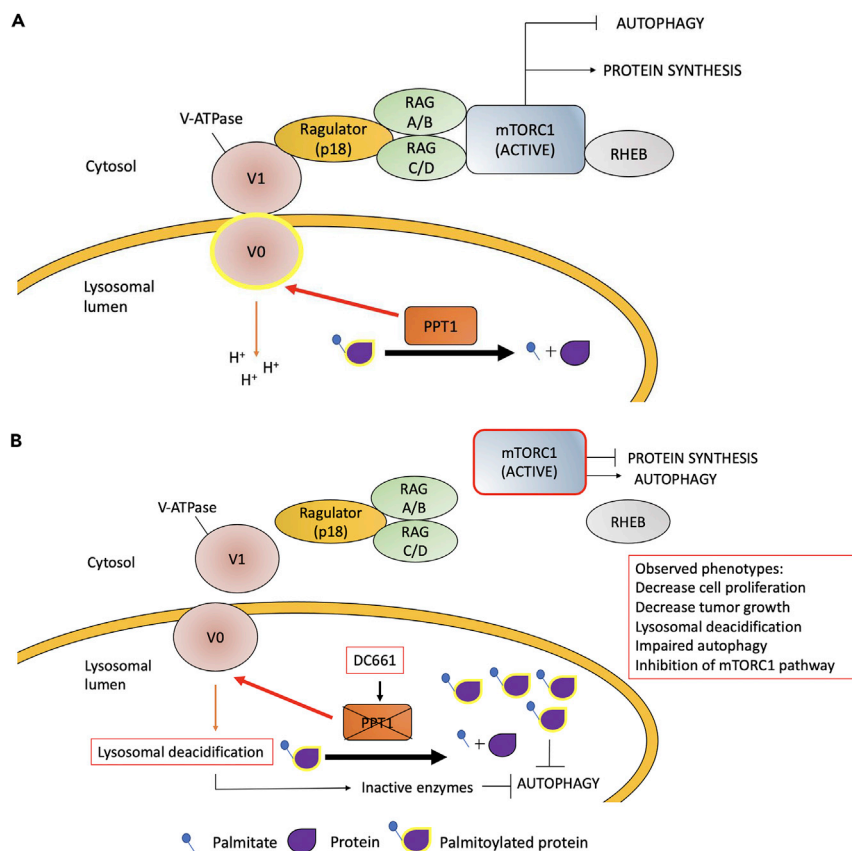 A
AUTOPHAGY
PROTEIN SYNTHESIS
RAG
A/B
V-ATPase
Ragulator
(p18)
mTORC1
(ACTIVE)
RHEB
RAG
C/D
Cytosol
V1
V0
Lysosomal
lumen
PPT1
H+
H+
H+
+
B
mTORC1
(ACTIVE)
PROTEIN SYNTHESIS
AUTOPHAGY
RAG
A/B
V-ATPase
Ragulator
(p18)
RHEB
RAG
C/D
Cytosol
V1
Observed phenotypes:
Decrease cell proliferation
Decrease tumor growth
Lysosomal deacidification
Impaired autophagy
Inhibition of mTORC1 pathway
V0
Lysosomal
lumen
DC661
PPT1
+
Lysosomal deacidification
Inactive enzymes
AUTOPHAGY
Palmitate
Protein
Palmitoylated protein